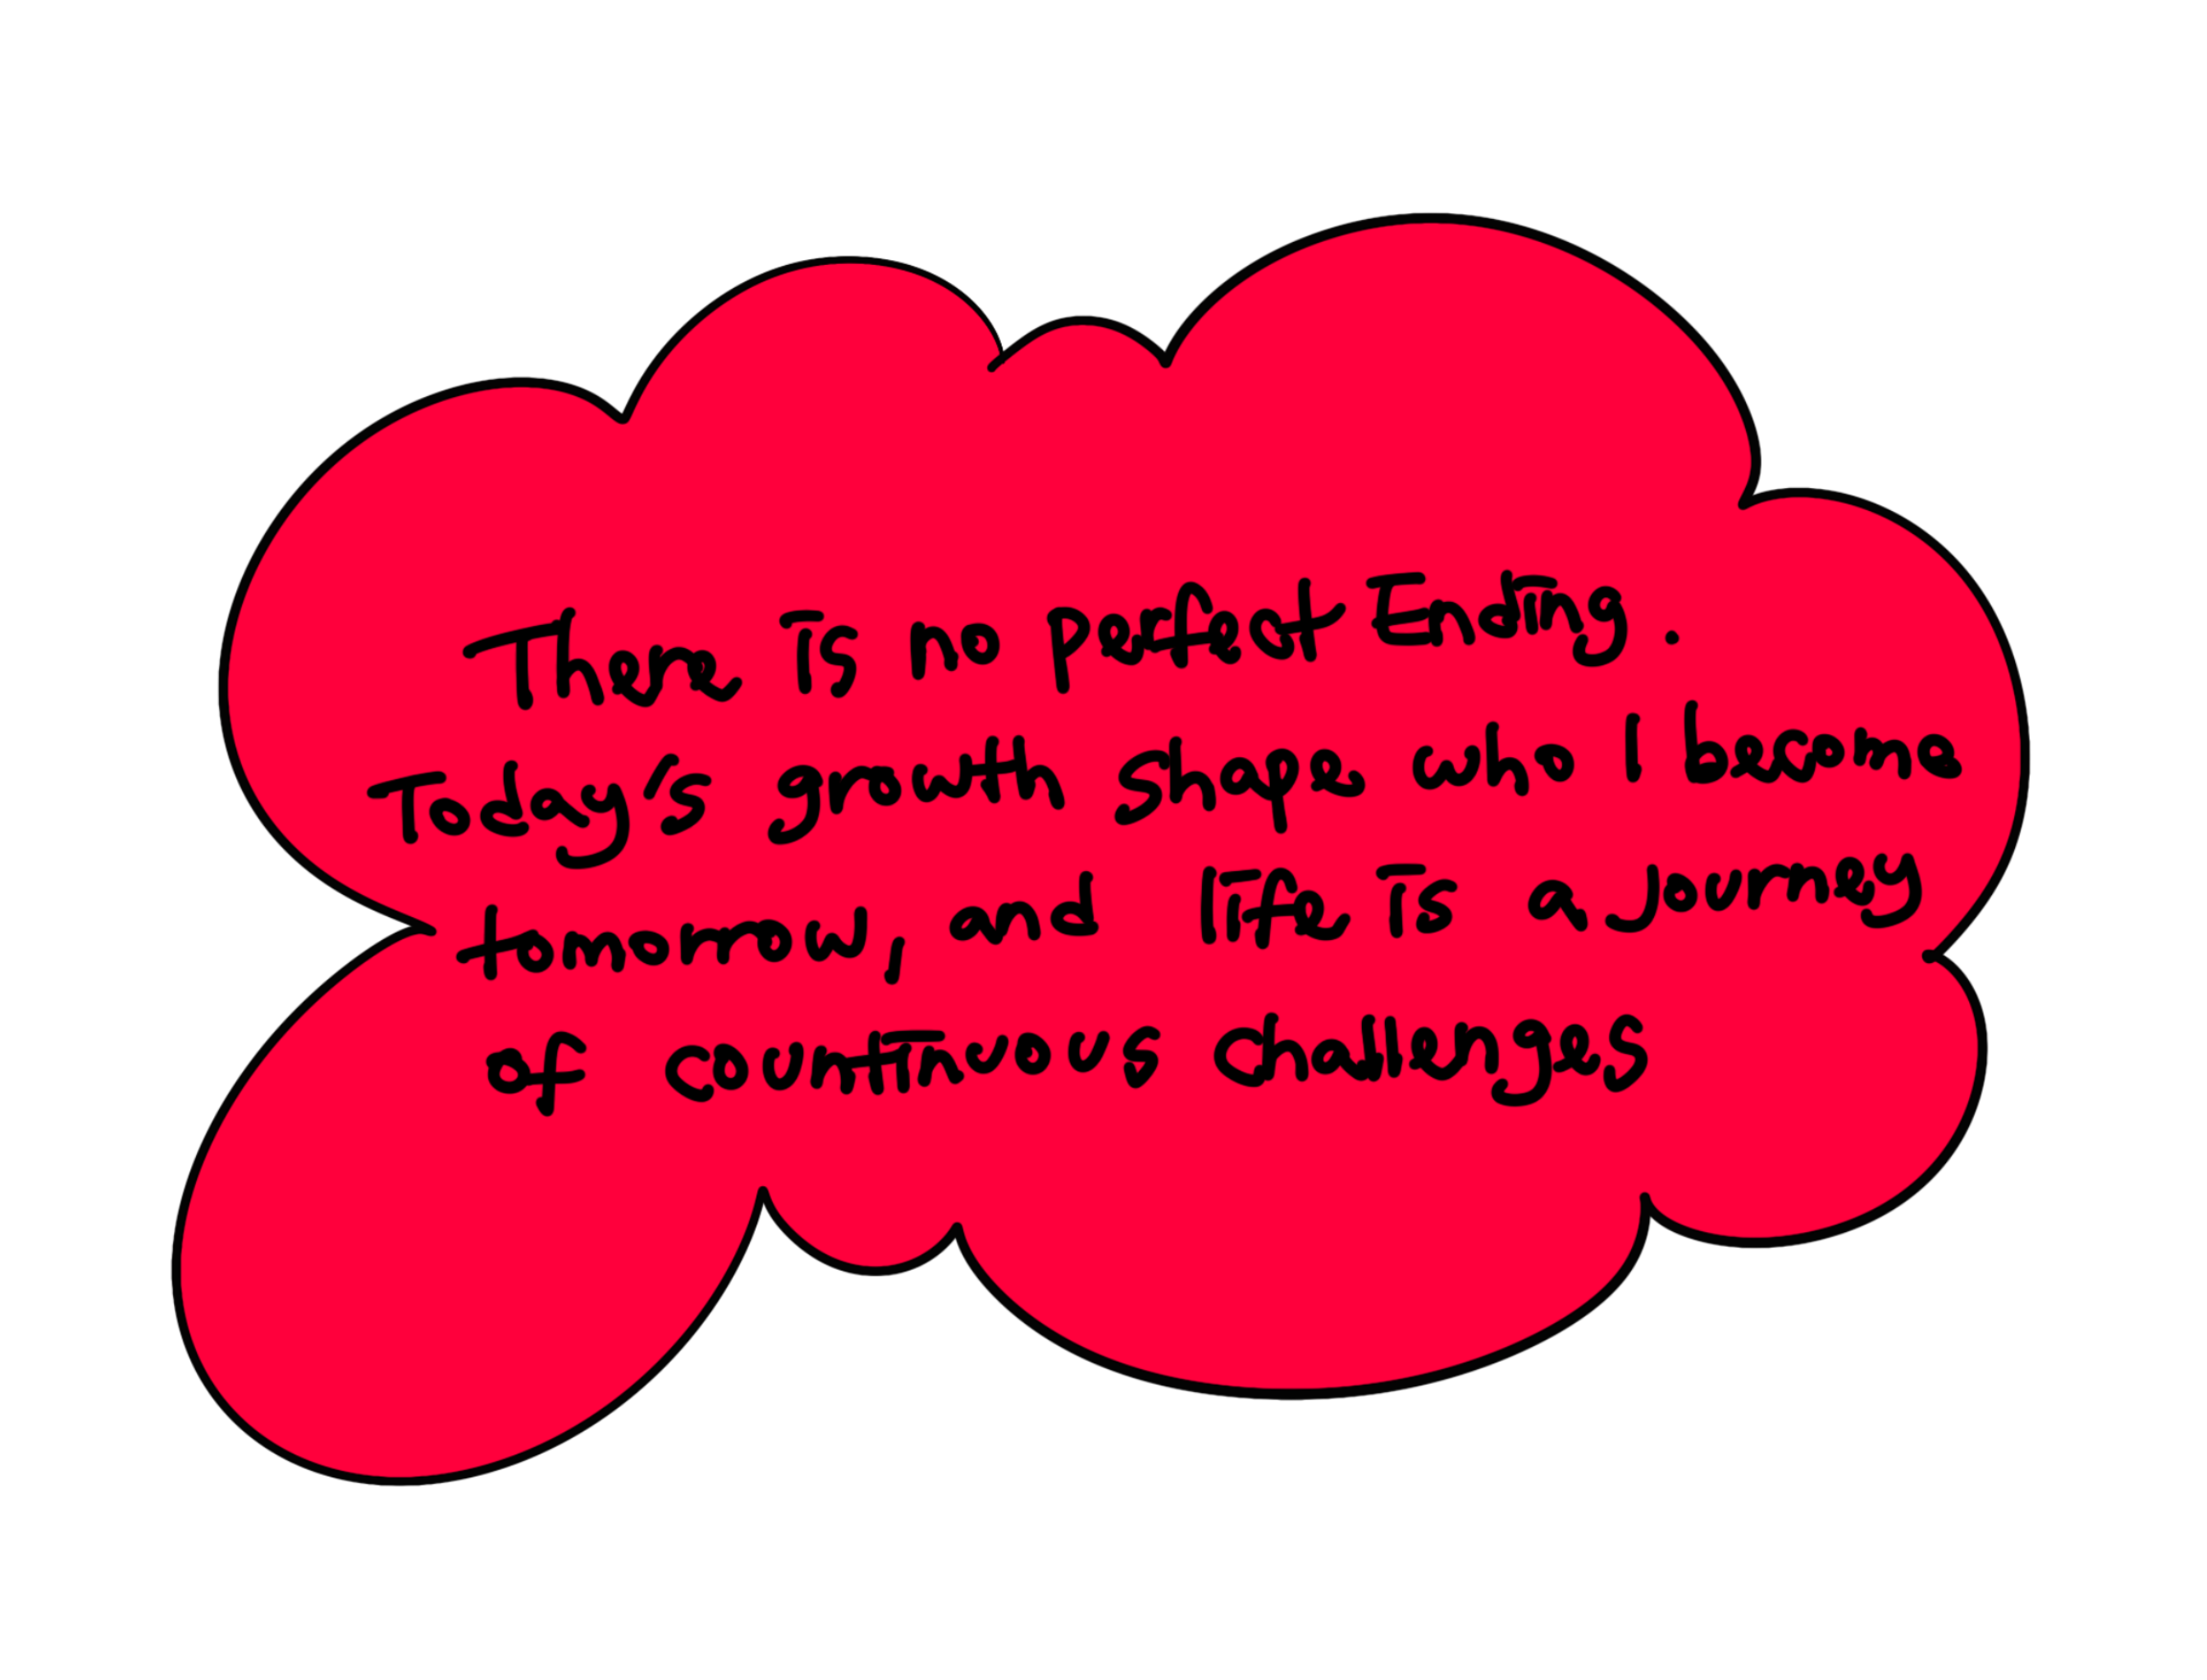 There is no perfect Ending.
Today's growth shape who I become
tomorrow, and life is a Journey
of countinuous challenges